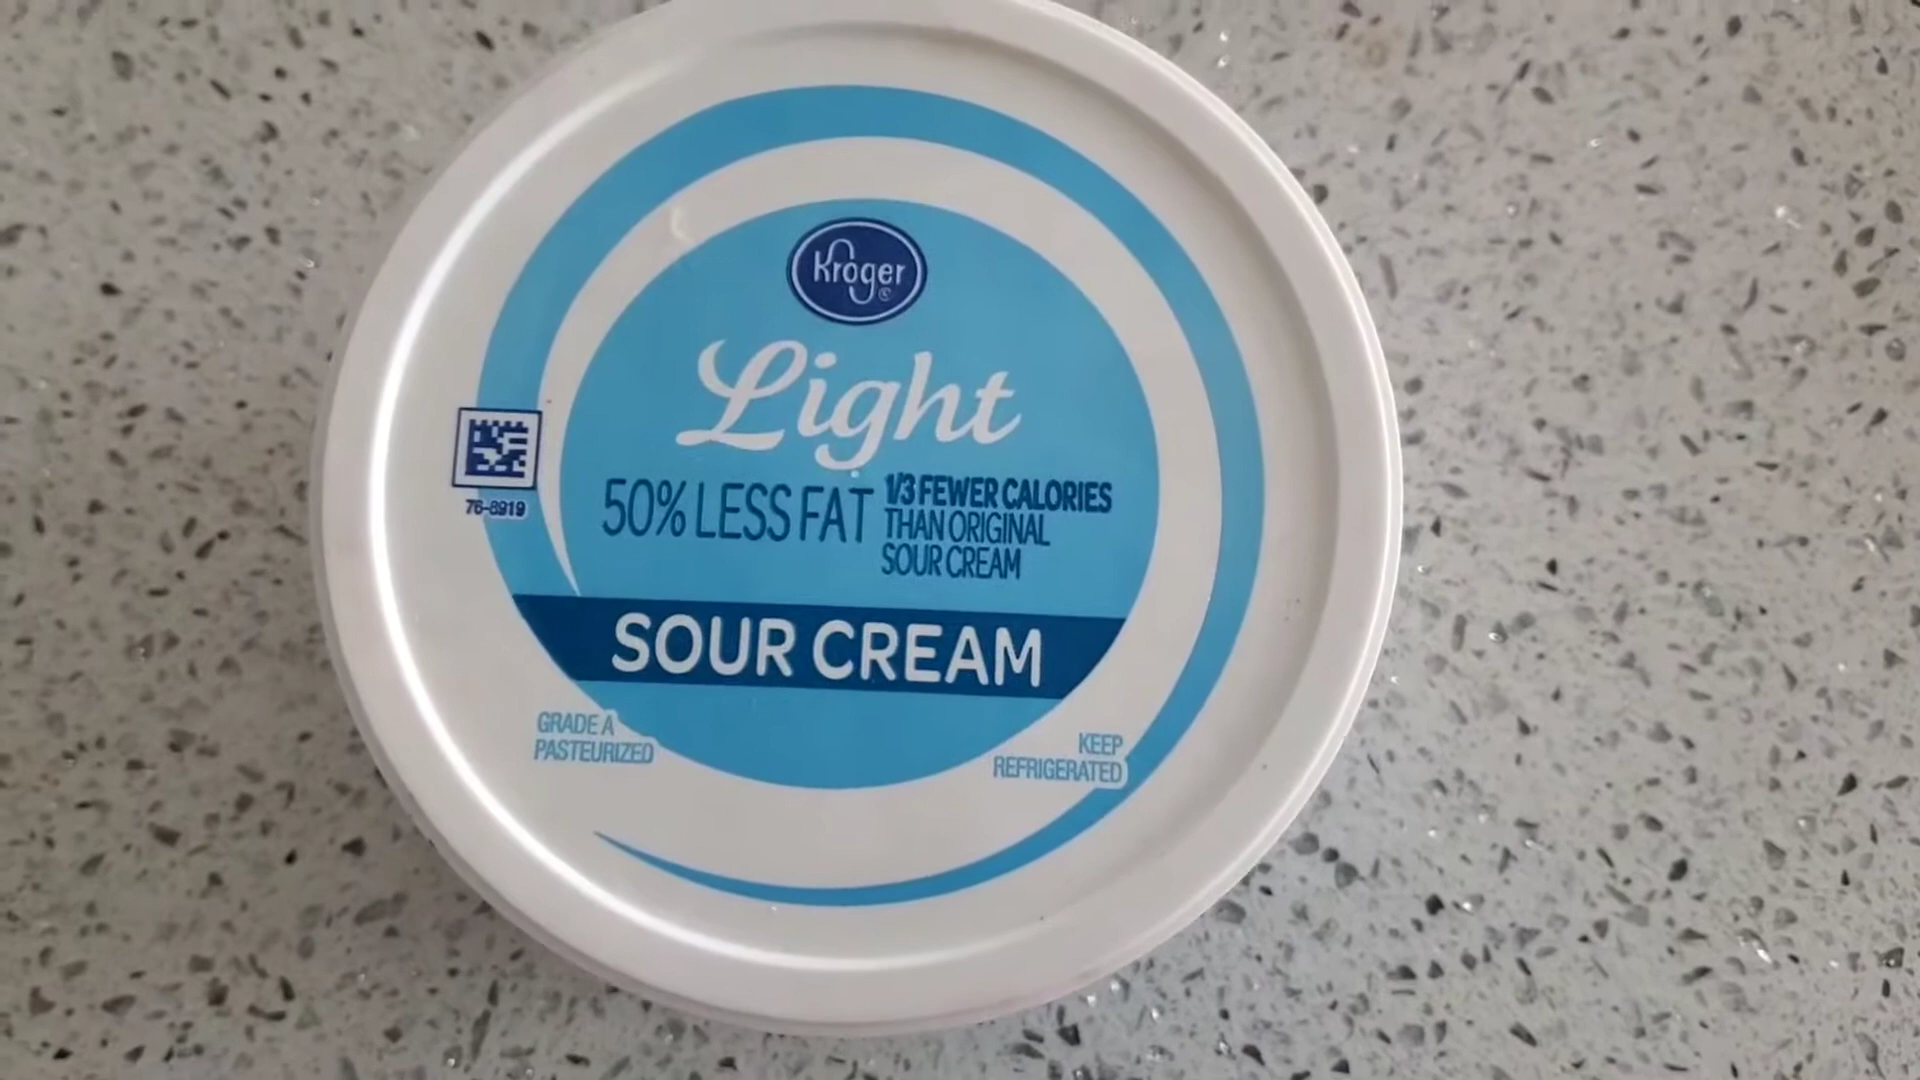 Kroger
Light
50% LESS FAT
1/3 FEWER CALORIES
THAN ORIGINAL
SOUR CREAM
76-8919
SOUR CREAM
GRADE A
PASTEURIZED
KEEP
REFRIGERATED